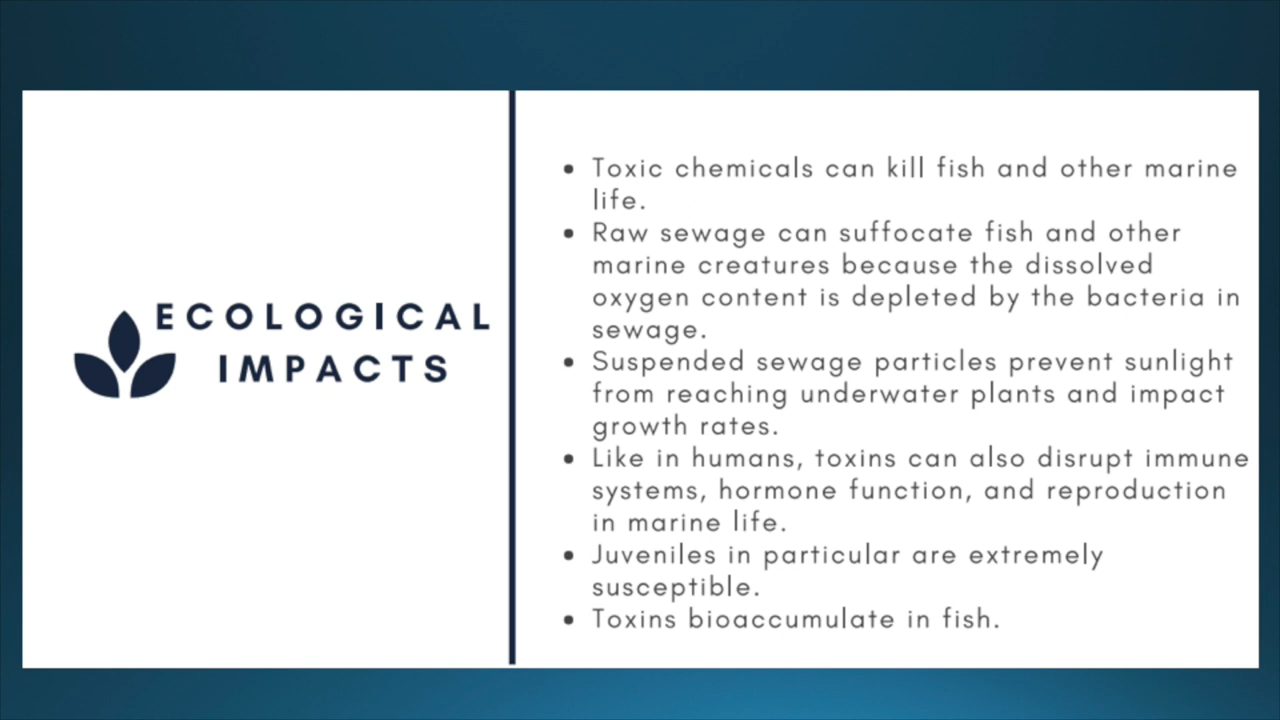 ECOLOGICAL
IMPACTS
• Toxic chemicals can kill fish and other marine
life.
• Raw sewage can suffocate fish and other
marine creatures because the dissolved
oxygen content is depleted by the bacteria in
sewage.
• Suspended sewage particles prevent sunlight
from reaching underwater plants and impact
growth rates.
• Like in humans, toxins can also disrupt immune
systems, hormone function, and reproduction
in marine life.
• Juveniles in particular are extremely
susceptible.
• Toxins bioaccumulate in fish.